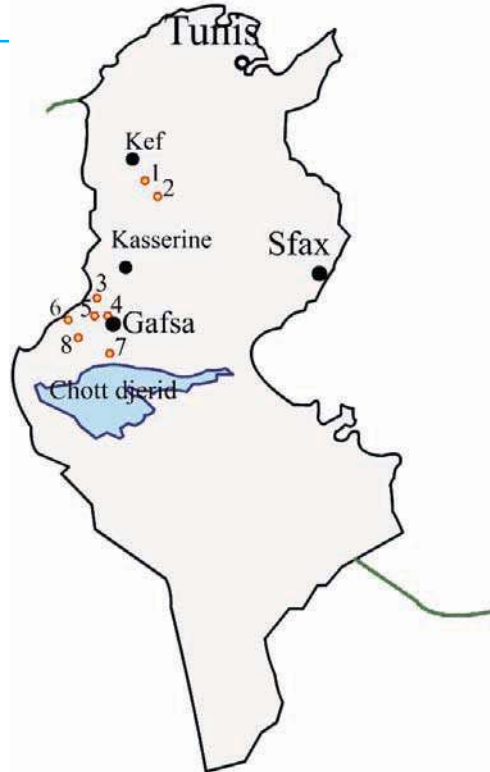 Tunis
Kef
1
2
Kasserine
Sfax
3
6
5
4
Gafsa
8
7
Chott djerid